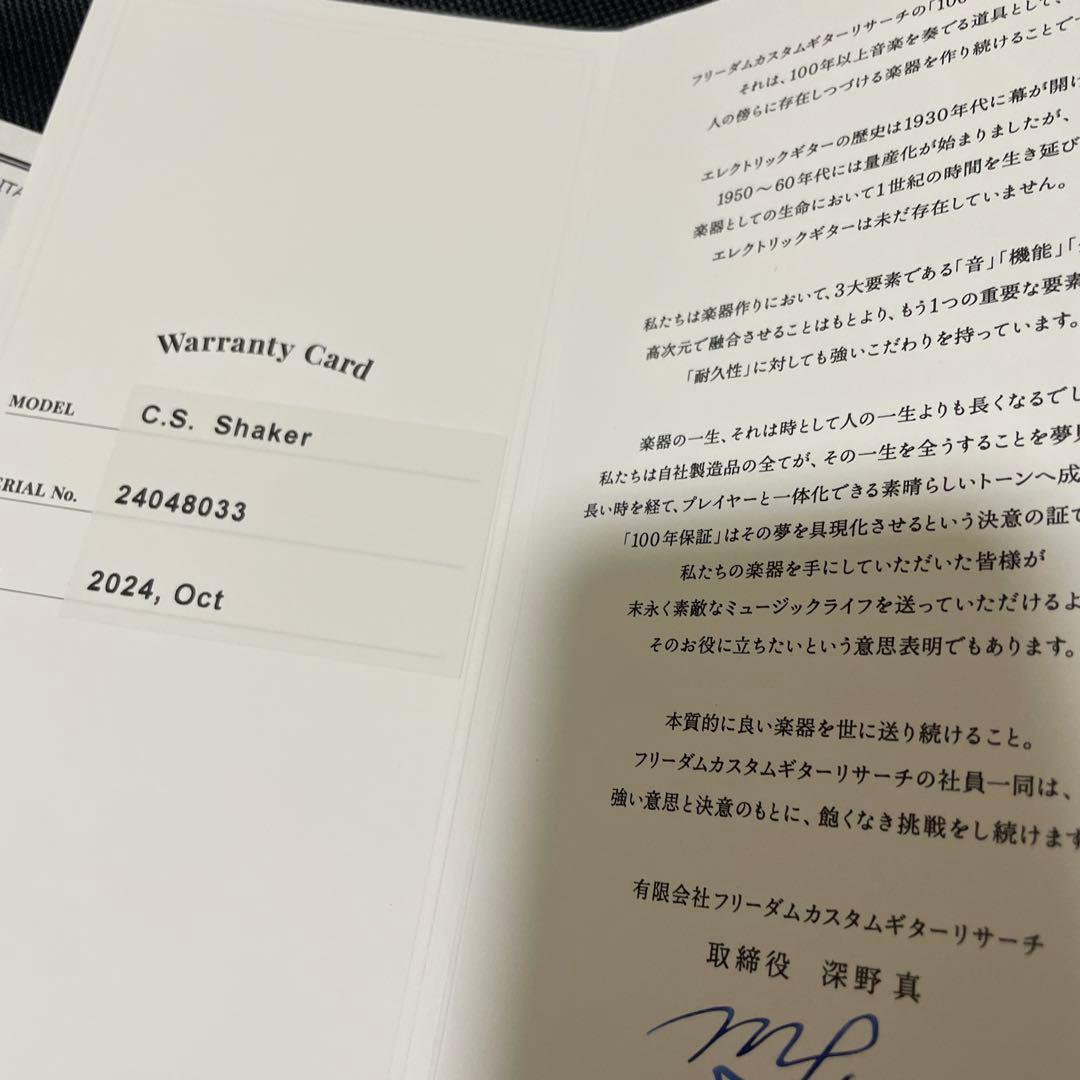 Warranty Card
MODEL
C.S. Shaker
ERIAL No.
24048033
2024, Oct
フリーダムカスタムギターリサーチの「100
それは、100年以上音楽を奏でる道具として、
人の傍らに存在しつづける楽器を作り続けることで
エレクトリックギターの歴史は1930年代に幕が開け
1950〜60年代には量産化が始まりましたが、
楽器としての生命において1世紀の時間を生き延び
エレクトリックギターは未だ存在していません。
私たちは楽器作りにおいて、3大要素である「音」「機能」「
高次元で融合させることはもとより、もう1つの重要な要素
「耐久性」に対しても強いこだわりを持っています。
楽器の一生、それは時として人の一生よりも長くなるでし
私たちは自社製造品の全てが、その一生を全うすることを夢見
長い時を経て、プレイヤーと一体化できる素晴らしいトーンへ成
「100年保証」はその夢を具現化させるという決意の証で
私たちの楽器を手にしていただいた皆様が
末永く素敵なミュージックライフを送っていただけるよ
そのお役に立ちたいという意思表明でもあります。
本質的に良い楽器を世に送り続けること。
フリーダムカスタムギターリサーチの社員一同は、
強い意思と決意のもとに、飽くなき挑戦をし続けます
有限会社フリーダムカスタムギターリサーチ
取締役 深野 真